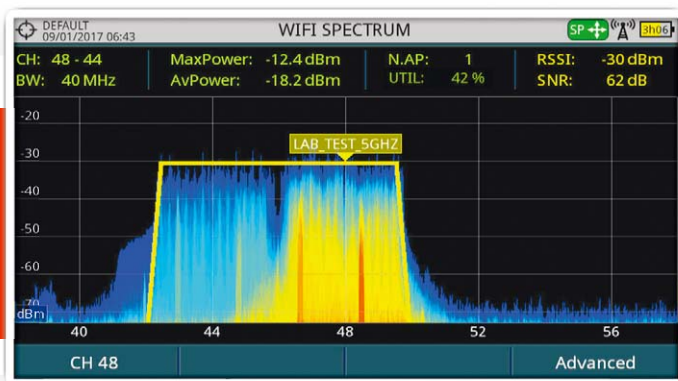 DEFAULT
09/01/2017 06:43
WIFI SPECTRUM
SP
3h06
CH: 48 - 44
MaxPower: -12.4 dBm
N.AP: 1
RSSI: -30 dBm
BW: 40 MHz
AvPower: -18.2 dBm
UTIL: 42 %
SNR: 62 dB
-20
LAB_TEST_5GHZ
-30
-40
-50
-60
-70
dBm
40 44 48 52 56
CH 48
Advanced